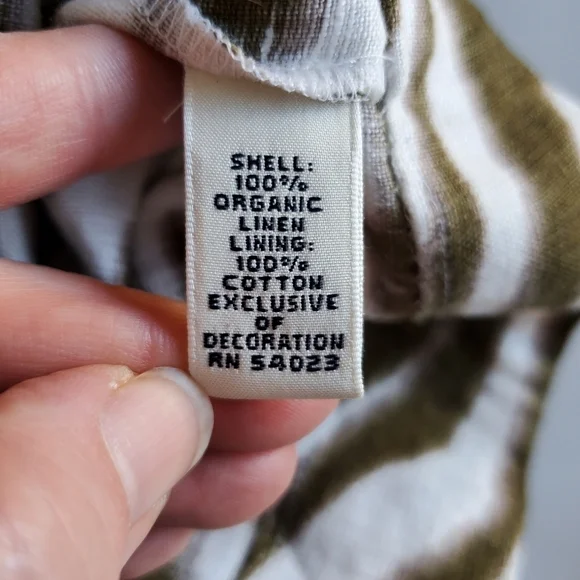 SHELL:
100%
ORGANIC
LINEN
LINING:
100%
COTTON
EXCLUSIVE
OF
DECORATION
RN 54023